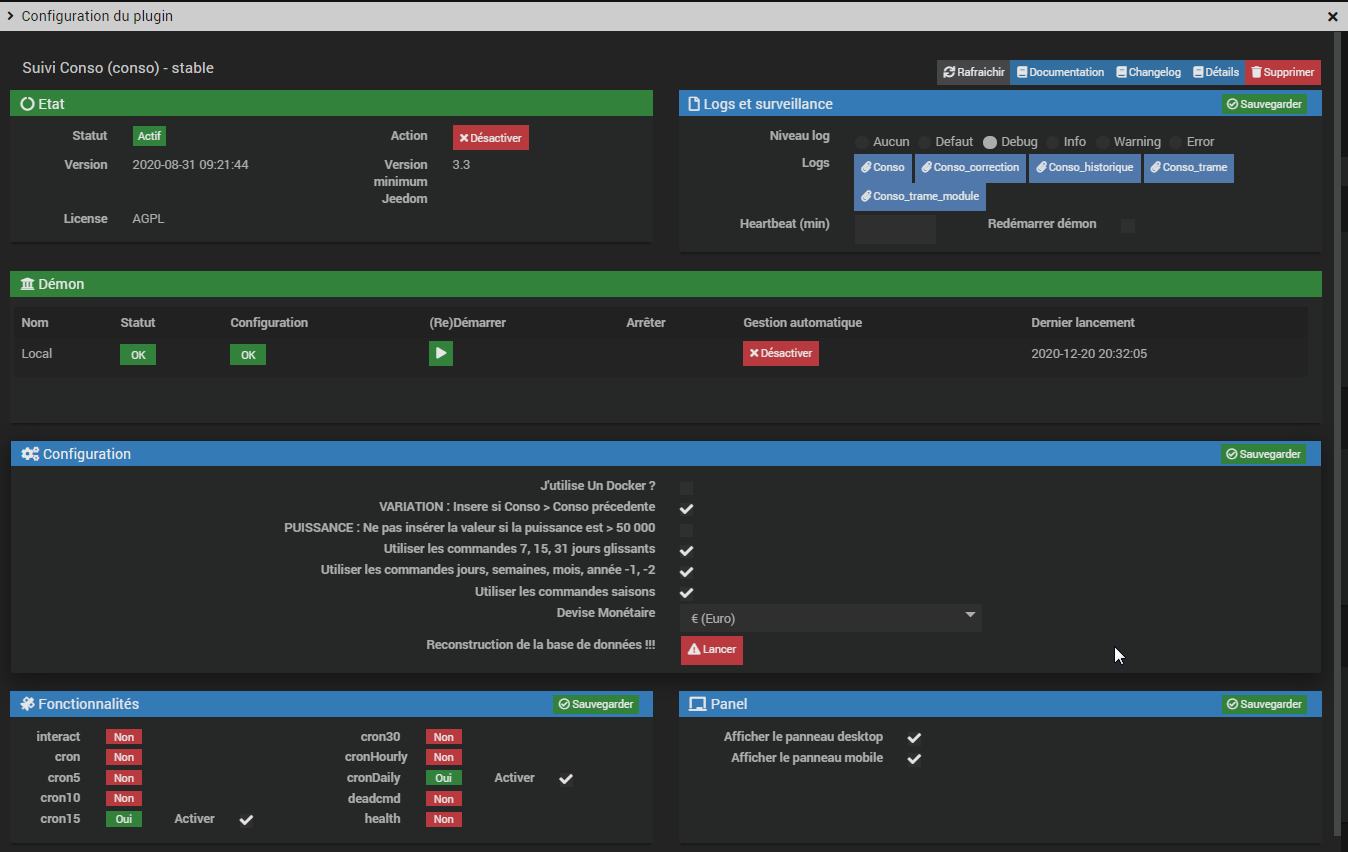 Configuration du plugin
Suivi Conso (conso) - stable
Rafraichir Documentation Changelog Détails Supprimer
Etat
Statut Actif Action Désactiver
Version 2020-08-31 09:21:44 Version minimum Jeedom 3.3
License AGPL
Logs et surveillance Sauvegarder
Niveau log Aucun Defaut Debug Info Warning Error
Logs Conso Conso_correction Conso_historique Conso_trame
Conso_trame_module
Heartbeat (min) Redémarrer démon
Démon
Nom Statut Configuration (Re)Démarrer Arrêter Gestion automatique Dernier lancement
Local OK OK Désactiver 2020-12-20 20:32:05
Configuration Sauvegarder
J'utilise Un Docker ?
VARIATION : Insere si Conso > Conso précedente
PUISSANCE : Ne pas insérer la valeur si la puissance est > 50 000
Utiliser les commandes 7, 15, 31 jours glissants
Utiliser les commandes jours, semaines, mois, année -1, -2
Utiliser les commandes saisons
Devise Monétaire € (Euro)
Reconstruction de la base de données !!! Lancer
Fonctionnalités Sauvegarder
interact Non cron30 Non
cron Non cronHourly Non
cron5 Non cronDaily Oui Activer
cron10 Non deadcmd Non
cron15 Oui Activer health Non
Panel Sauvegarder
Afficher le panneau desktop
Afficher le panneau mobile